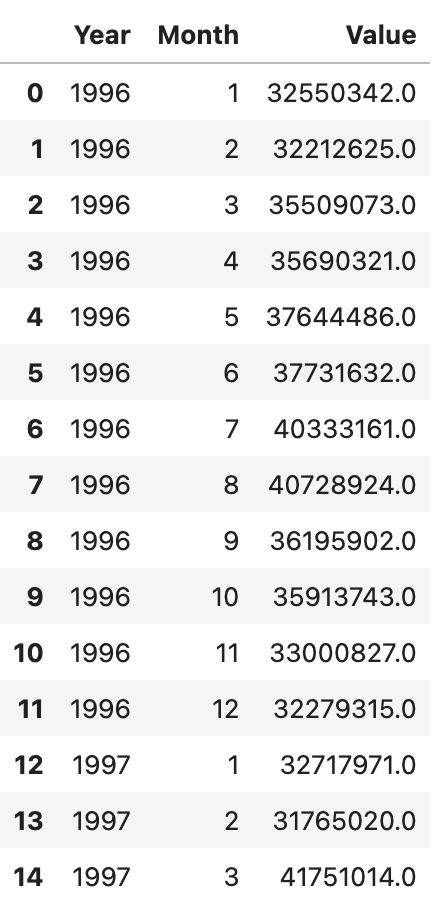 Year Month Value
0 1996 1 32550342.0
1 1996 2 32212625.0
2 1996 3 35509073.0
3 1996 4 35690321.0
4 1996 5 37644486.0
5 1996 6 37731632.0
6 1996 7 40333161.0
7 1996 8 40728924.0
8 1996 9 36195902.0
9 1996 10 35913743.0
10 1996 11 33000827.0
11 1996 12 32279315.0
12 1997 1 32717971.0
13 1997 2 31765020.0
14 1997 3 41751014.0